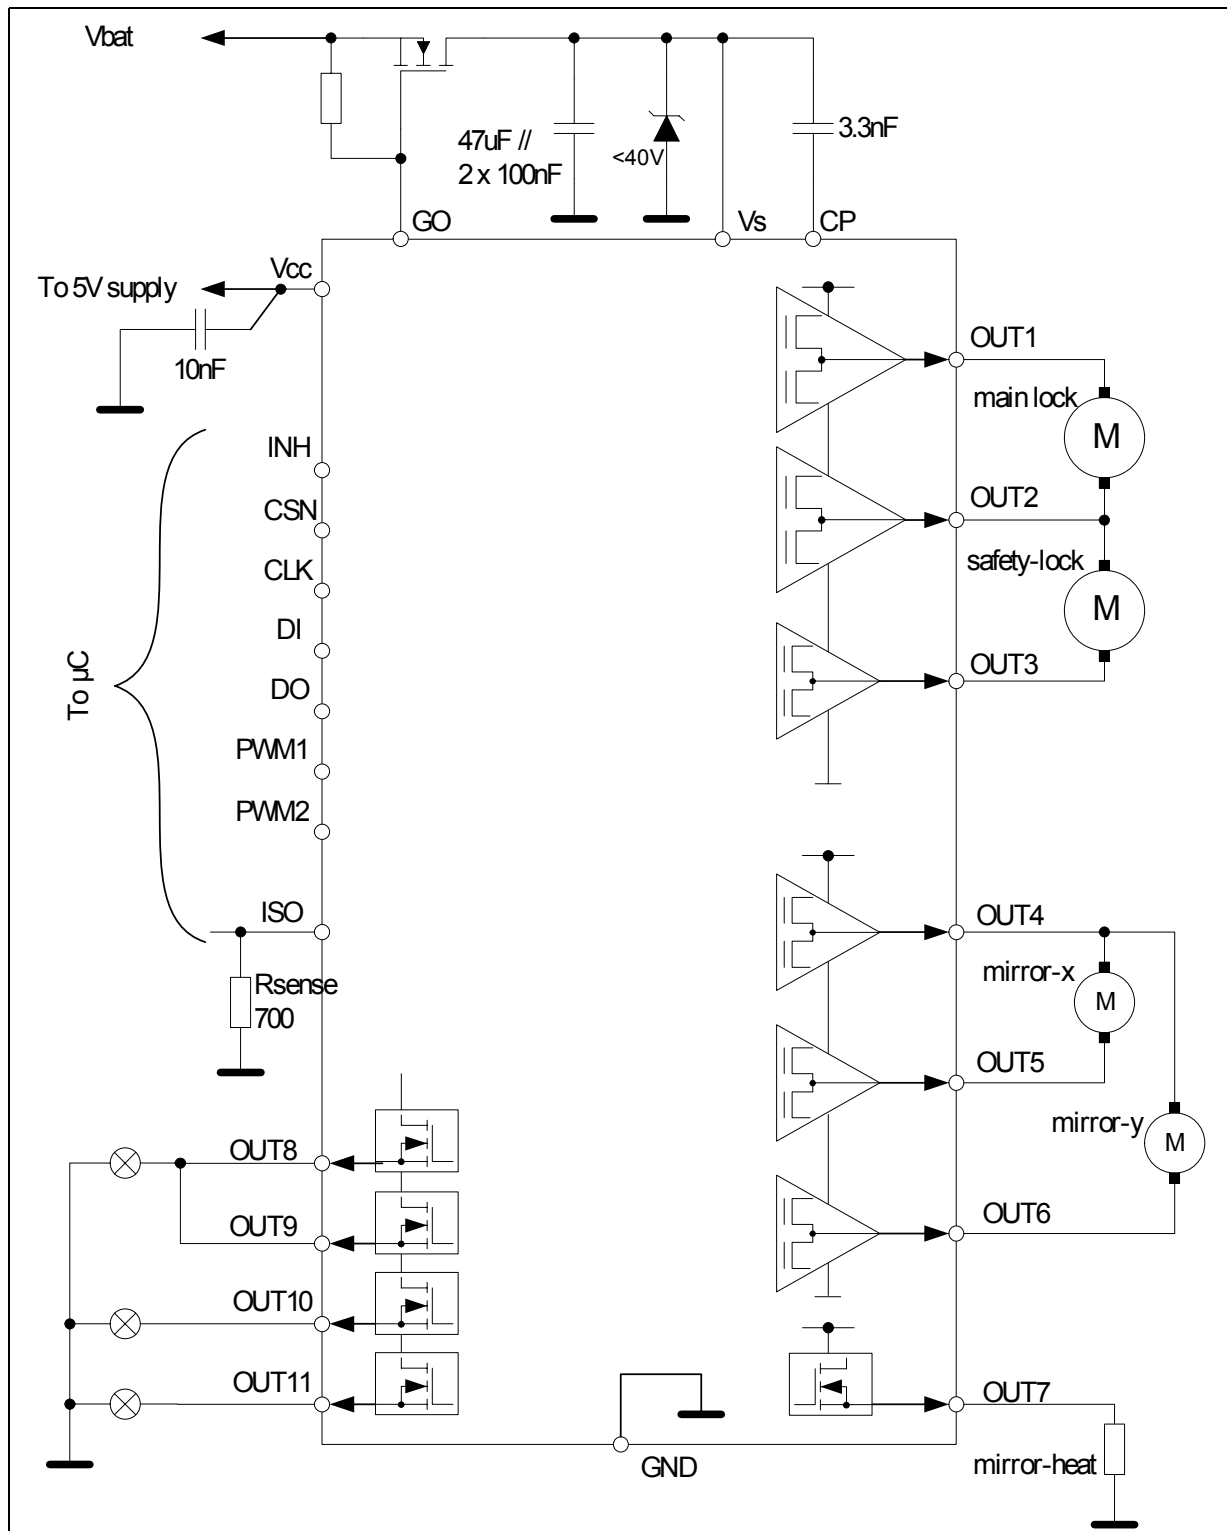 Vbat
47uF //
2 x 100nF
<40V
3.3nF
GO
Vs
CP
Vcc
To 5V supply
10nF
OUT1
main lock
M
INH
CSN
OUT2
CLK
safety-lock
M
DI
OUT3
To µC
DO
PWM1
PWM2
ISO
OUT4
mirror-x
M
Rsense
700
OUT5
mirror-y
M
OUT8
OUT9
OUT6
OUT10
OUT11
OUT7
GND
mirror-heat